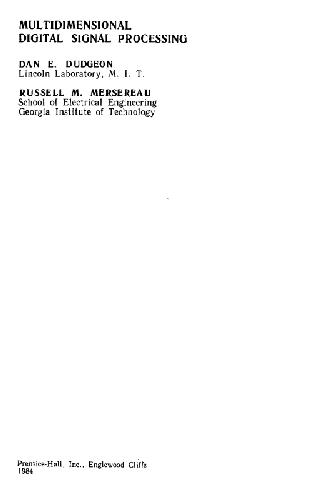 MULTIDIMENSIONAL
DIGITAL SIGNAL PROCESSING
DAN E. DUDGEON
Lincoln Laboratory, M. I. T.
RUSSELL M. MERSEREAU
School of Electrical Engineering
Georgia Institute of Technology
Prentice-Hall, Inc., Englewood Cliffs
1984